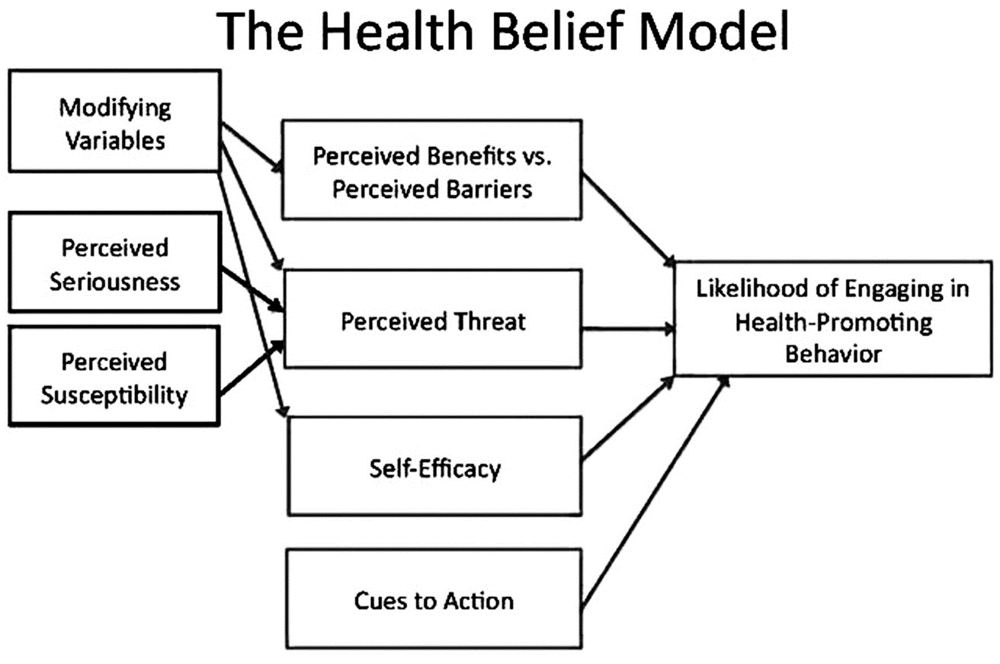 The Health Belief Model
Modifying
Variables
Perceived Benefits vs.
Perceived Barriers
Perceived
Seriousness
Perceived Threat
Likelihood of Engaging in
Health-Promoting
Behavior
Perceived
Susceptibility
Self-Efficacy
Cues to Action